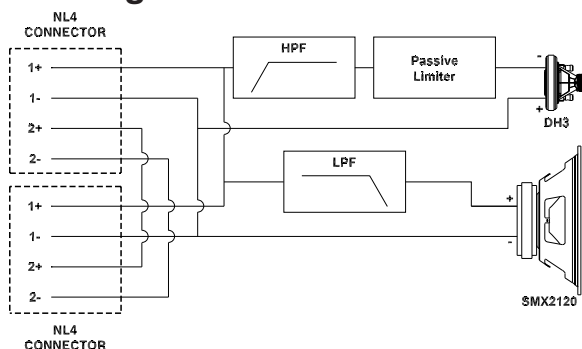 NL4
CONNECTOR
1+
1-
2+
2-
1+
1-
2+
2-
NL4
CONNECTOR
HPF
Passive
Limiter
-
+
DH3
LPF
+
-
SMX2120